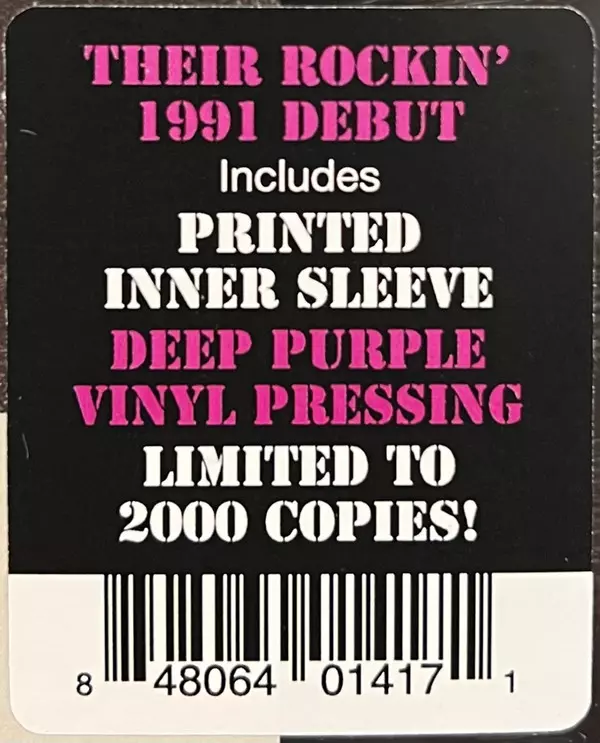 THEIR ROCKIN'
1991 DEBUT
Includes
PRINTED
INNER SLEEVE
DEEP PURPLE
VINYL PRESSING
LIMITED TO
2000 COPIES!
8 48064 01417 1